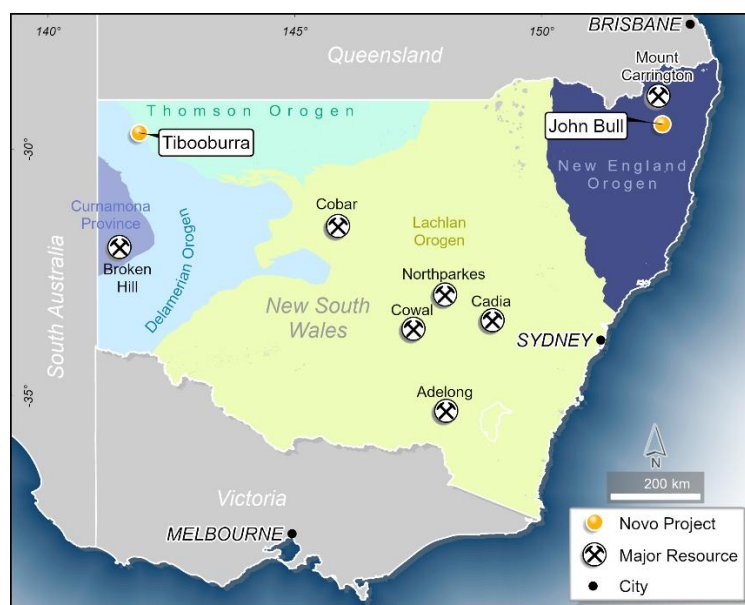 140°
145°
150°
BRISBANE
Queensland
Mount
Carrington
Thomson Orogen
Tibooburra
John Bull
-30°
New England
Orogen
Curnamona
Province
Cobar
Lachlan
Orogen
Broken
Hill
Delamerian Orogen
Northparkes
New South
Wales
Cowal
Cadia
SYDNEY
South Australia
-35°
Adelong
N
200 km
Victoria
MELBOURNE
Novo Project
Major Resource
City